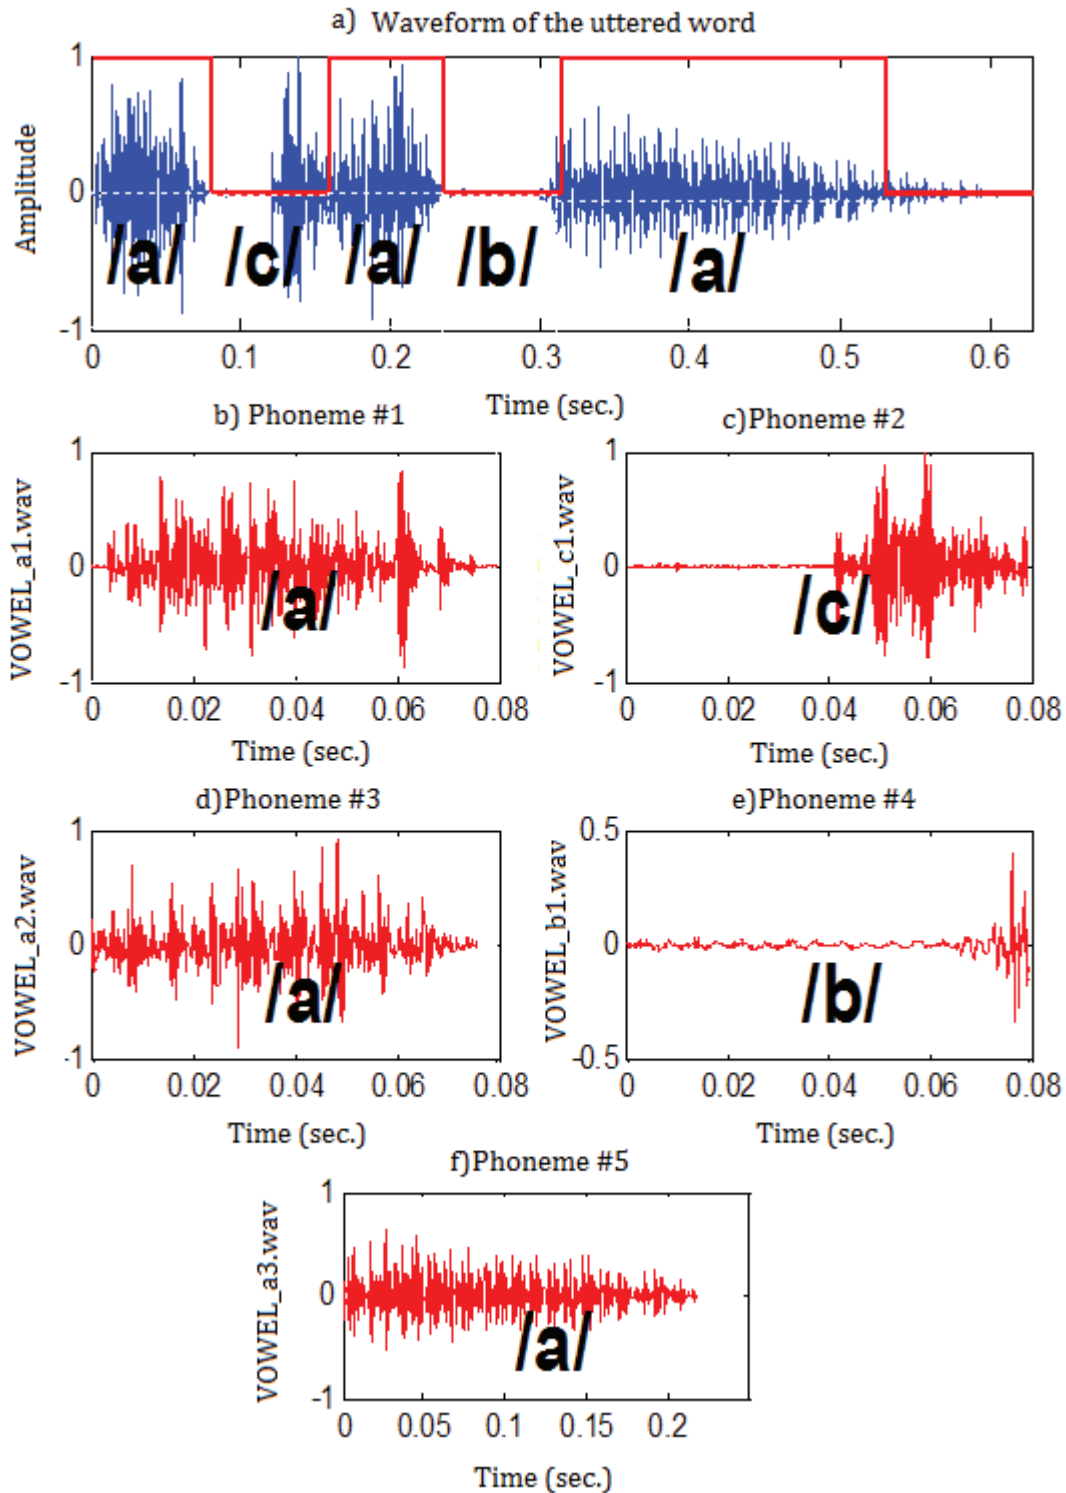 a) Waveform of the uttered word
Amplitude
1
0
-1
/a/ /c/ /a/ /b/ /a/
0 0.1 0.2 0.3 0.4 0.5 0.6
Time (sec.)
b) Phoneme #1
VOWEL_a1.wav
1
0
-1
/a/
0 0.02 0.04 0.06 0.08
Time (sec.)
c)Phoneme #2
VOWEL_c1.wav
1
0
-1
/c/
0 0.02 0.04 0.06 0.08
Time (sec.)
d)Phoneme #3
VOWEL_a2.wav
1
0
-1
/a/
0 0.02 0.04 0.06 0.08
Time (sec.)
e)Phoneme #4
VOWEL_b1.wav
0.5
0
-0.5
/b/
0 0.02 0.04 0.06 0.08
Time (sec.)
f)Phoneme #5
VOWEL_a3.wav
1
0
-1
/a/
0 0.05 0.1 0.15 0.2
Time (sec.)